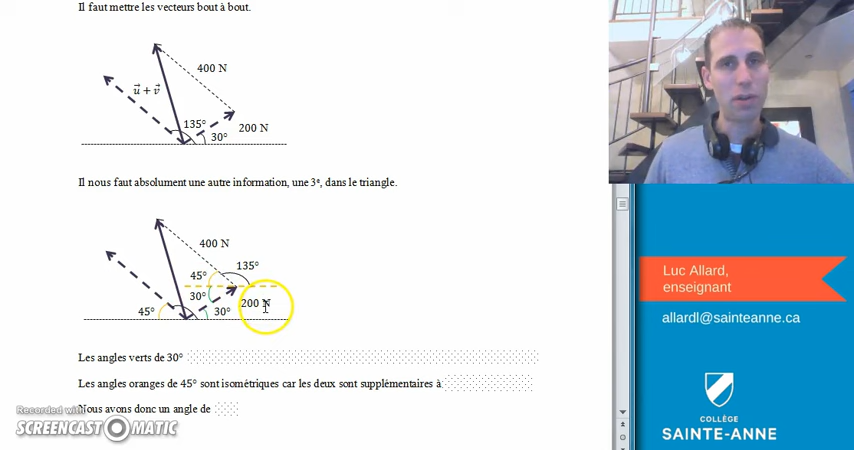 Il faut mettre les vecteurs bout à bout.
400 N
u⃗ + v⃗
135°
200 N
30°
Il nous faut absolument une autre information, une 3ᵉ, dans le triangle.
400 N
135°
45°
30°
200 N
45°
30°
Les angles verts de 30°
Les angles oranges de 45° sont isométriques car les deux sont supplémentaires à
Nous avons donc un angle de
Recorded with
SCREENCAST MATIC
Luc Allard,
enseignant
allardl@sainteanne.ca
COLLÈGE
SAINTE-ANNE